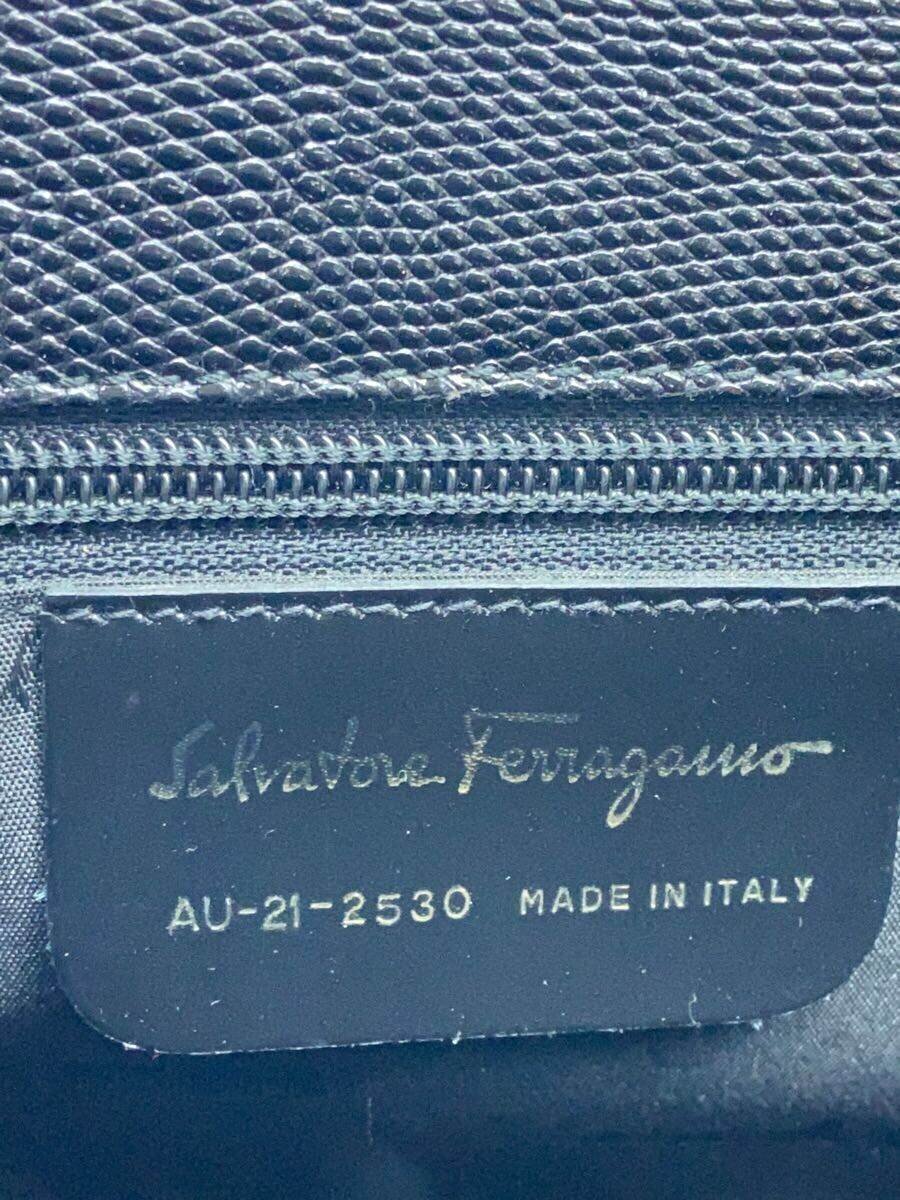 Salvatore Ferragamo
AU-21-2530 MADE IN ITALY